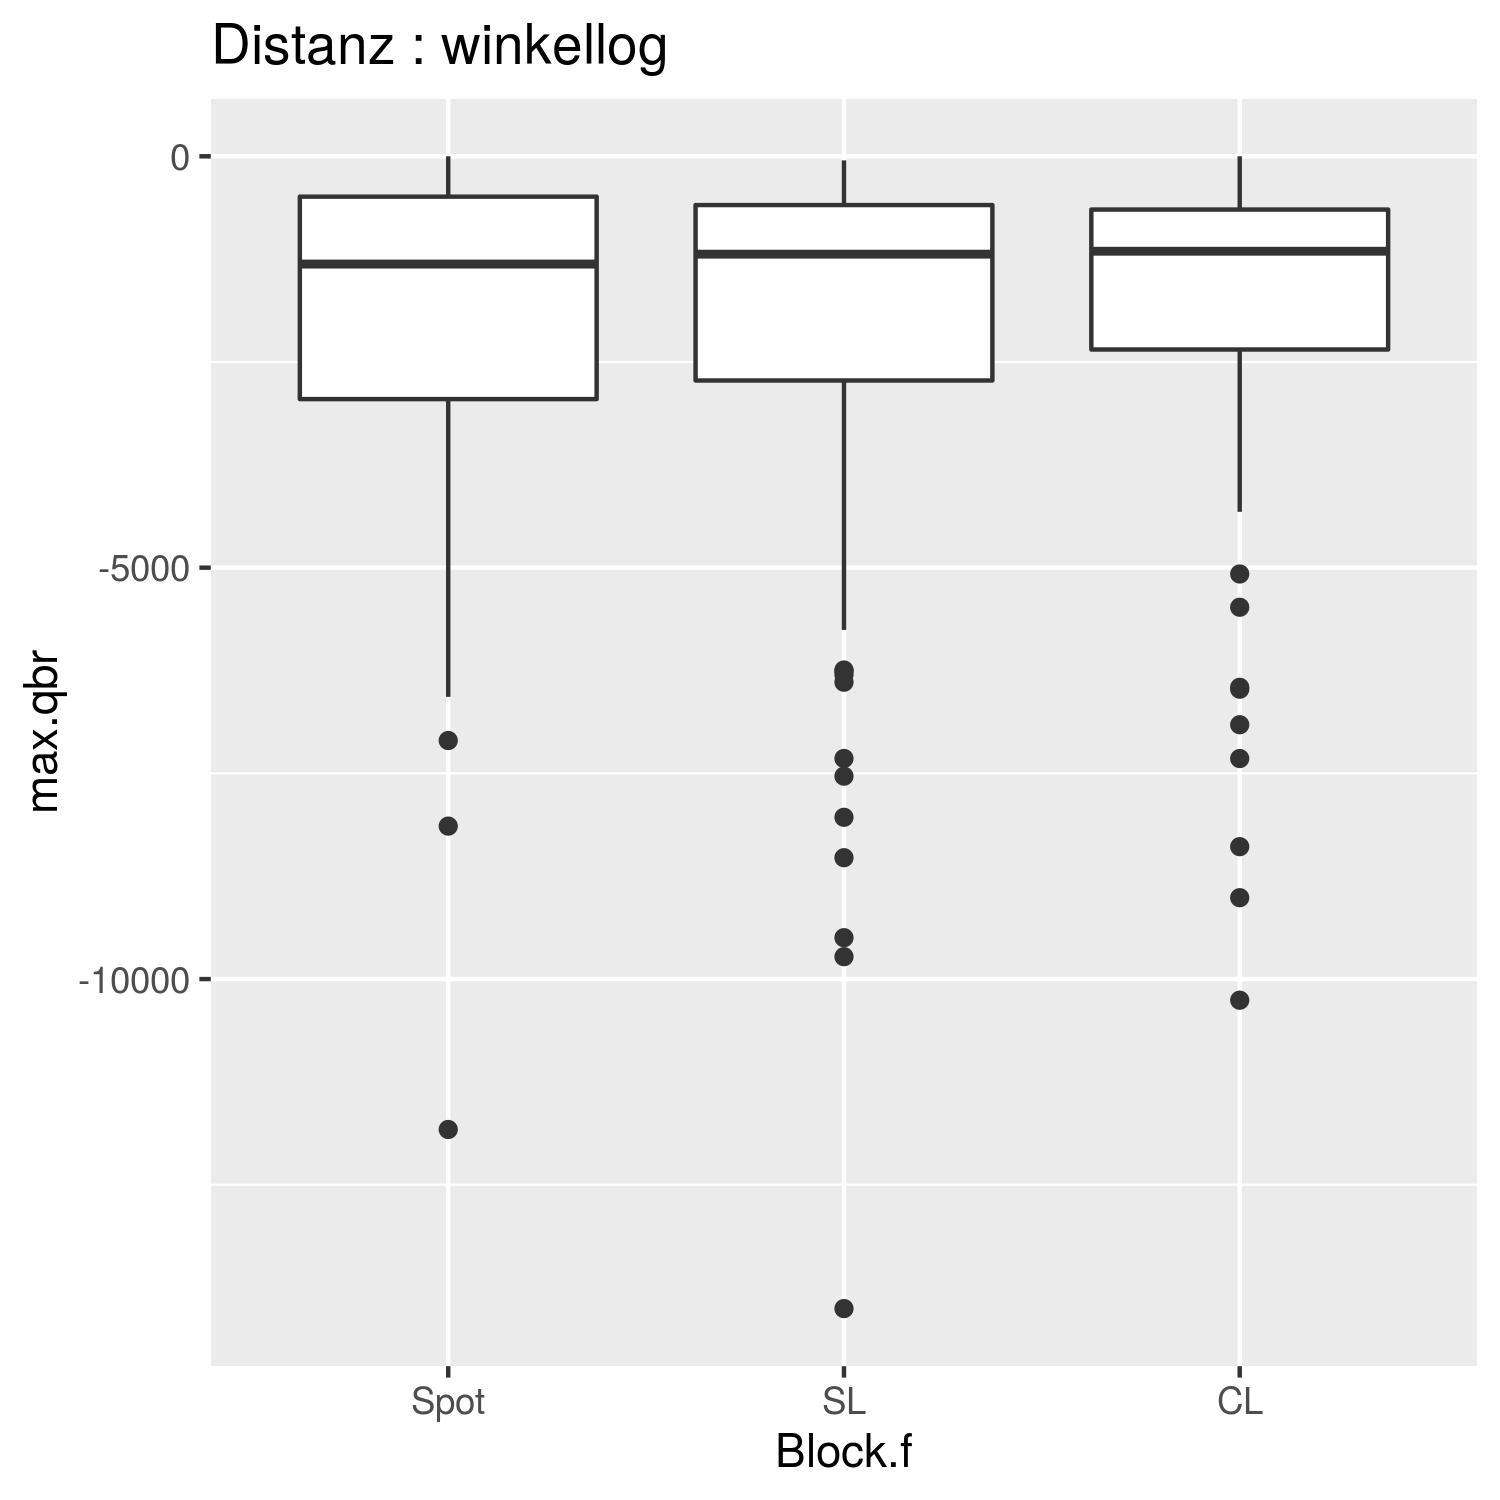 Distanz : winkellog
0
-5000
-10000
max.qbr
Spot
SL
CL
Block.f